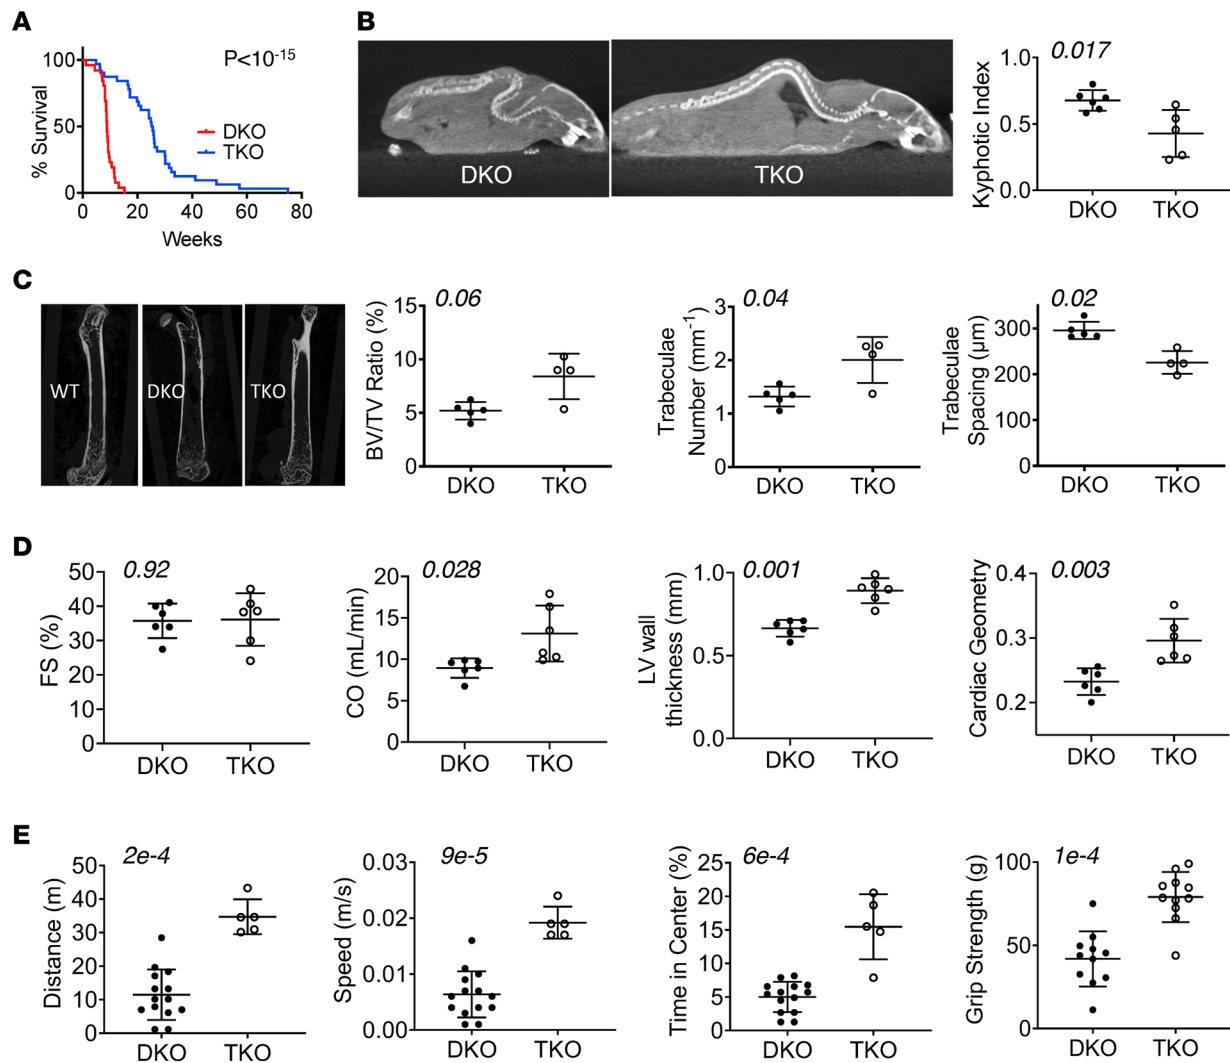 A
P<10-15
% Survival
100
50
0
DKO
TKO
0 20 40 60 80
Weeks
B
DKO
TKO
0.017
Kyphotic Index
1.0
0.5
0.0
DKO TKO
C
WT
DKO
TKO
0.06
BV/TV Ratio (%)
15
10
5
0
DKO TKO
0.04
Trabeculae
Number (mm-1)
3
2
1
0
DKO TKO
0.02
Trabeculae
Spacing (µm)
300
200
100
0
DKO TKO
D
0.92
FS (%)
50
40
30
20
10
0
DKO TKO
0.028
CO (mL/min)
20
15
10
5
0
DKO TKO
0.001
LV wall
thickness (mm)
1.0
0.5
0.0
DKO TKO
0.003
Cardiac Geometry
0.4
0.3
0.2
DKO TKO
E
2e-4
Distance (m)
50
40
30
20
10
0
DKO TKO
9e-5
Speed (m/s)
0.03
0.02
0.01
0.00
DKO TKO
6e-4
Time in Center (%)
25
20
15
10
5
0
DKO TKO
1e-4
Grip Strength (g)
100
50
0
DKO TKO